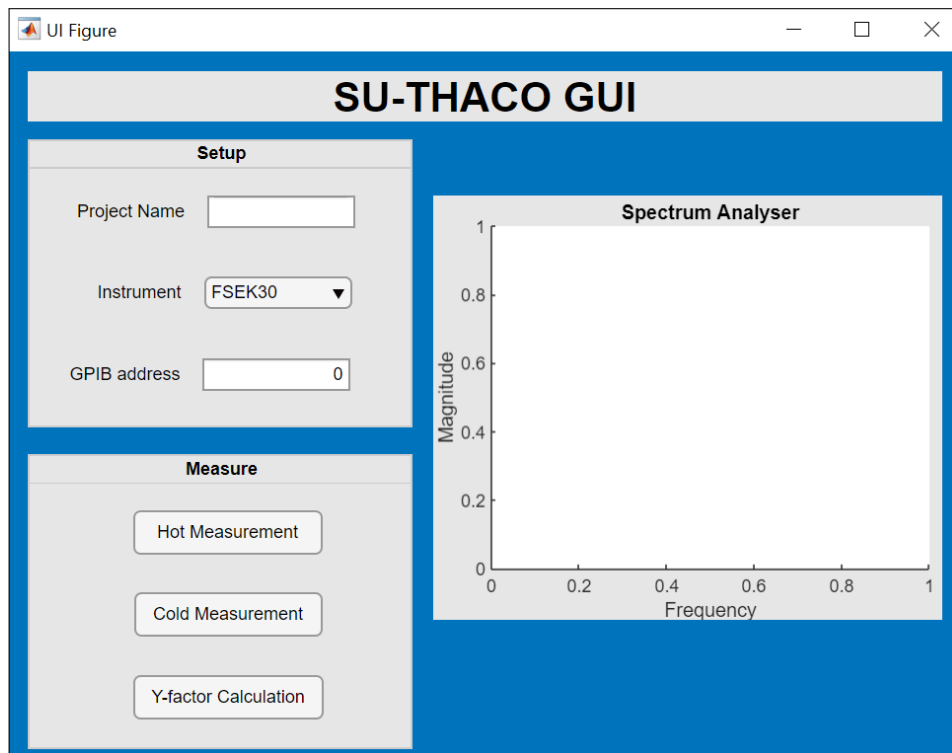 UI Figure
SU-THACO GUI
Setup
Project Name
Instrument FSEK30
GPIB address 0
Measure
Hot Measurement
Cold Measurement
Y-factor Calculation
Spectrum Analyser
1
0.8
0.6
0.4
0.2
0
Magnitude
0 0.2 0.4 0.6 0.8 1
Frequency